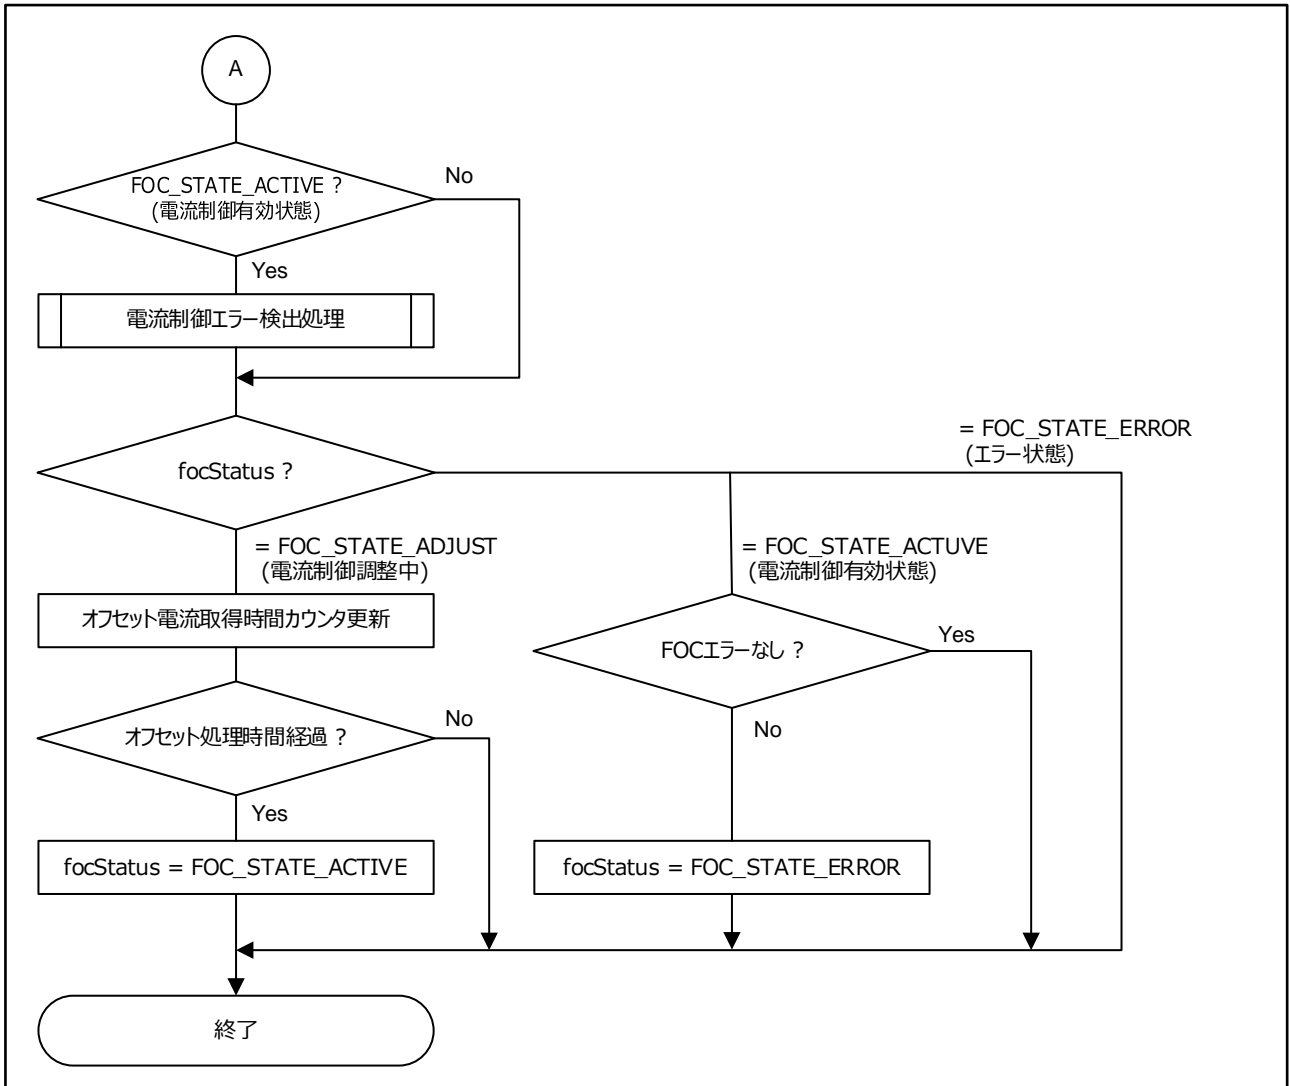 A
FOC_STATE_ACTIVE ?
(電流制御有効状態)
No
Yes
電流制御エラー検出処理
focStatus ?
= FOC_STATE_ERROR
(エラー状態)
= FOC_STATE_ADJUST
(電流制御調整中)
= FOC_STATE_ACTUVE
(電流制御有効状態)
オフセット電流取得時間カウンタ更新
FOCエラーなし ?
Yes
No
オフセット処理時間経過 ?
No
Yes
focStatus = FOC_STATE_ACTIVE
focStatus = FOC_STATE_ERROR
終了